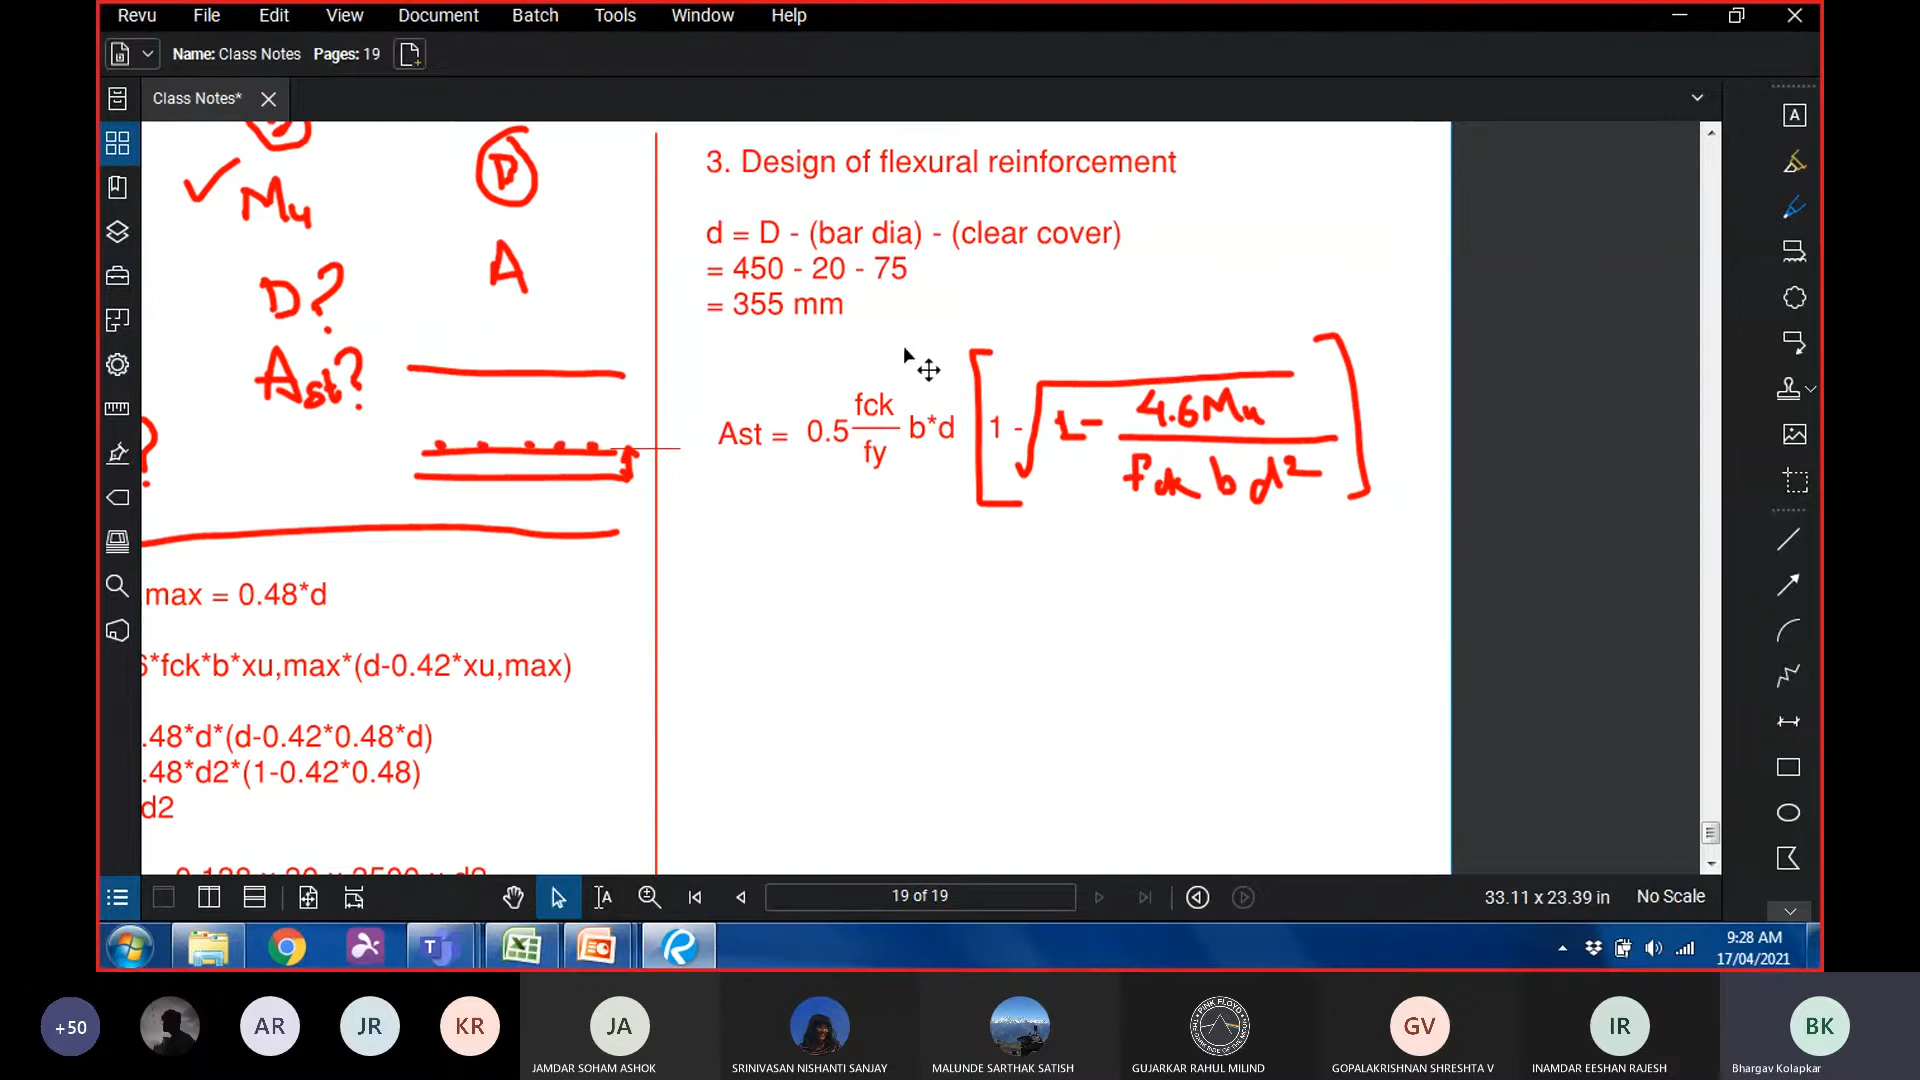 Revu File Edit View Document Batch Tools Window Help
Name: Class Notes Pages: 19
Class Notes*
Mu
D?
Ast?
?
D
A
max = 0.48*d
6*fck*b*xu,max*(d-0.42*xu,max)
.48*d*(d-0.42*0.48*d)
.48*d2*(1-0.42*0.48)
d2
3. Design of flexural reinforcement
d = D - (bar dia) - (clear cover)
= 450 - 20 - 75
= 355 mm
Ast = 0.5 fck/fy b*d [1 - √1 - 4.6Mu/fck b d2]
19 of 19
33.11 x 23.39 in No Scale
9:28 AM
17/04/2021
+50
AR
JR
KR
JA
GV
IR
BK
JAMDAR SOHAM ASHOK
SRINIVASAN NISHANTI SANJAY
MALUNDE SARTHAK SATISH
GUJARKAR RAHUL MILIND
GOPALAKRISHNAN SHRESHTA V
INAMDAR EESHAN RAJESH
Bhargav Kolapkar